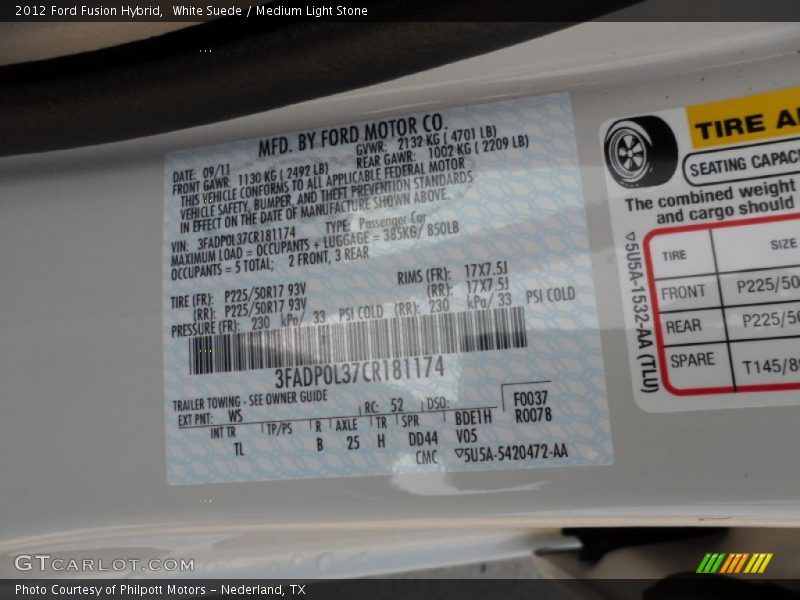 2012 Ford Fusion Hybrid, White Suede / Medium Light Stone
MFD. BY FORD MOTOR CO.
DATE: 09/11 GVWR: 2132 KG ( 4701 LB)
FRONT GAWR: 1130 KG ( 2492 LB) REAR GAWR: 1002 KG ( 2209 LB)
THIS VEHICLE CONFORMS TO ALL APPLICABLE FEDERAL MOTOR
VEHICLE SAFETY, BUMPER, AND THEFT PREVENTION STANDARDS
IN EFFECT ON THE DATE OF MANUFACTURE SHOWN ABOVE.
VIN: 3FADP0L37CR181174 TYPE: Passenger Car
MAXIMUM LOAD = OCCUPANTS + LUGGAGE = 385KG/ 850LB
OCCUPANTS = 5 TOTAL; 2 FRONT, 3 REAR
TIRE (FR): P225/50R17 93V RIMS (FR): 17X7.5J
(RR): P225/50R17 93V (RR): 17X7.5J
PRESSURE (FR): 230 kPa/ 33 PSI COLD (RR): 230 kPa/ 33 PSI COLD
3FADP0L37CR181174
TRAILER TOWING - SEE OWNER GUIDE
EXT PNT: WS RC: 52 DSO: F0037
INT TR TP/PS R AXLE TR SPR BDE1H R0078
TL B 25 H DD44 V05
CMC ▽5U5A-5420472-AA
TIRE A
SEATING CAPAC
The combined weight
and cargo should
▽5U5A-1532-AA (TLU)
TIRE SIZE
FRONT P225/50
REAR P225/5
SPARE T145/8
GTCARLOT.COM
Photo Courtesy of Philpott Motors - Nederland, TX